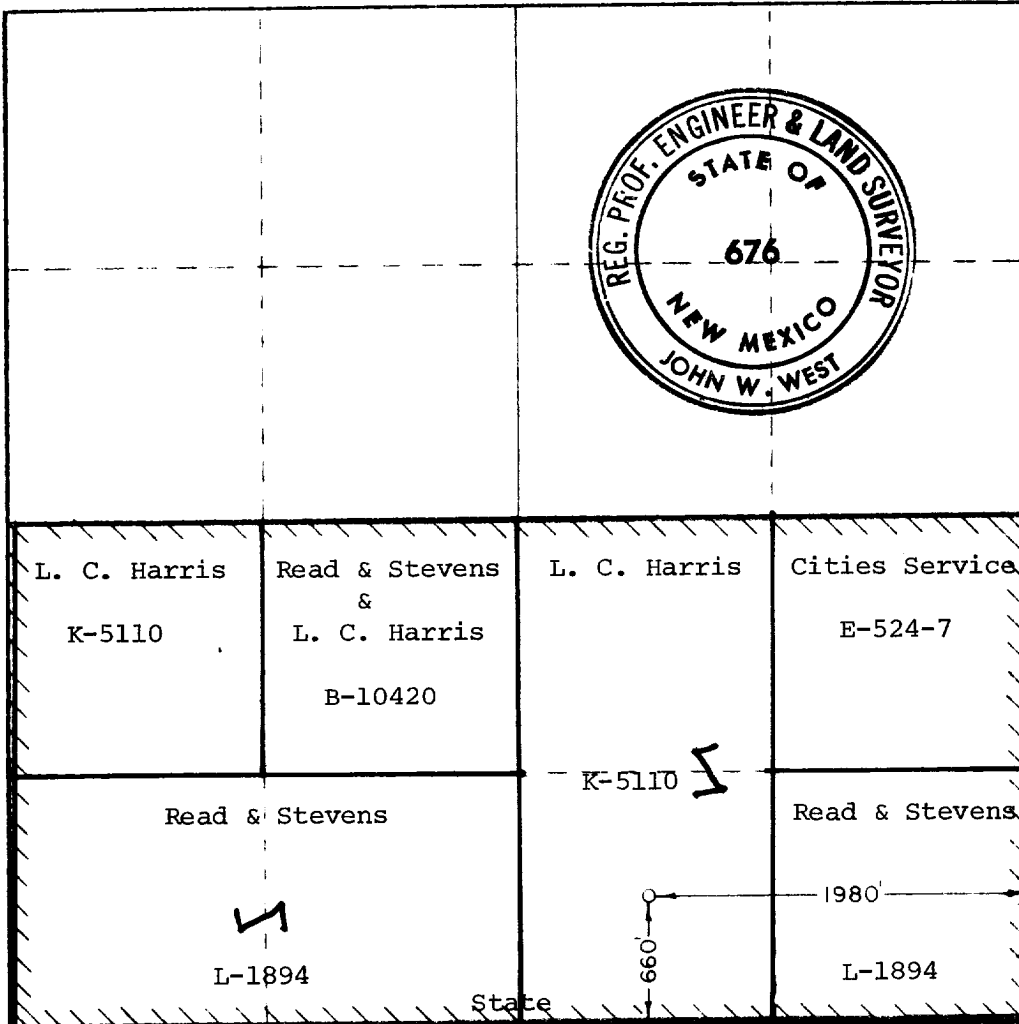 REG. PROF. ENGINEER & LAND SURVEYOR
STATE OF
676
NEW MEXICO
JOHN W. WEST
L. C. Harris
K-5110
Read & Stevens
&
L. C. Harris
B-10420
L. C. Harris
K-5110
Cities Service
E-524-7
Read & Stevens
L-1894
Read & Stevens
1980'
660'
L-1894
State